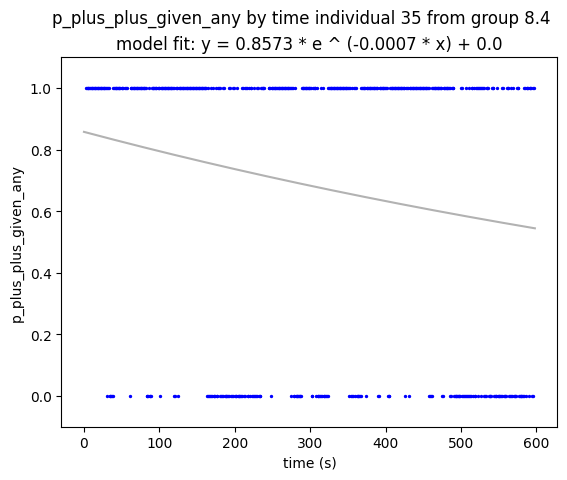 p_plus_plus_given_any by time individual 35 from group 8.4
model fit: y = 0.8573 * e ^ (-0.0007 * x) + 0.0
1.0
0.8
0.6
0.4
0.2
0.0
p_plus_plus_given_any
0 100 200 300 400 500 600
time (s)